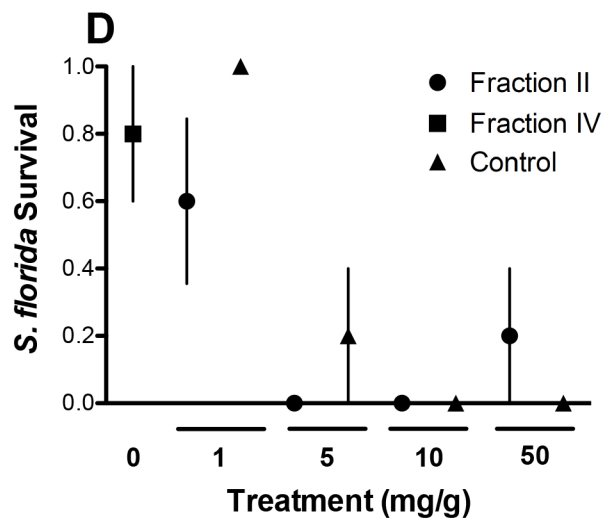 D
Fraction II
Fraction IV
Control
S. florida Survival
1.0
0.8
0.6
0.4
0.2
0.0
0 1 5 10 50
Treatment (mg/g)